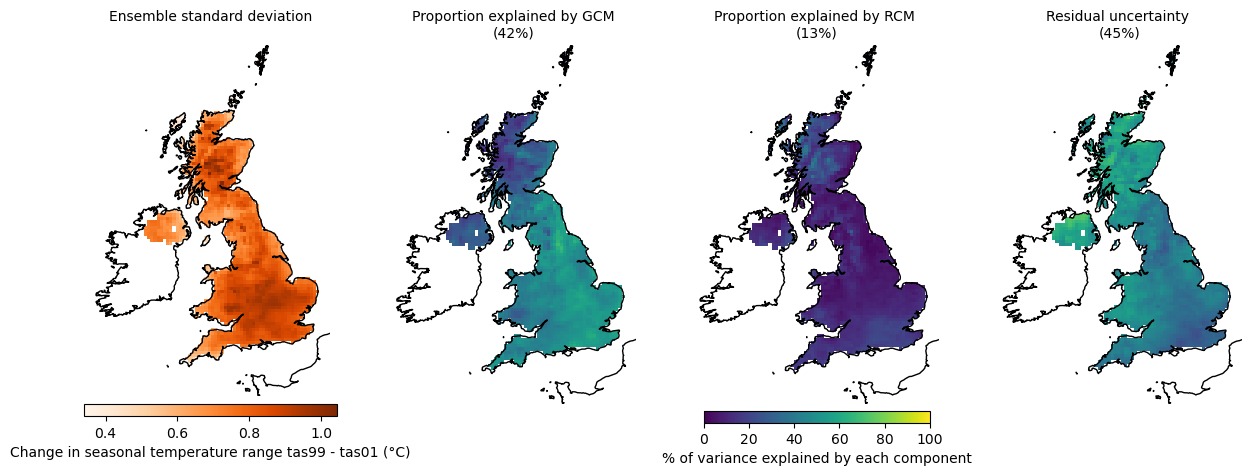 Ensemble standard deviation
Proportion explained by GCM
(42%)
Proportion explained by RCM
(13%)
Residual uncertainty
(45%)
0.4 0.6 0.8 1.0
Change in seasonal temperature range tas99 - tas01 (°C)
0 20 40 60 80 100
% of variance explained by each component